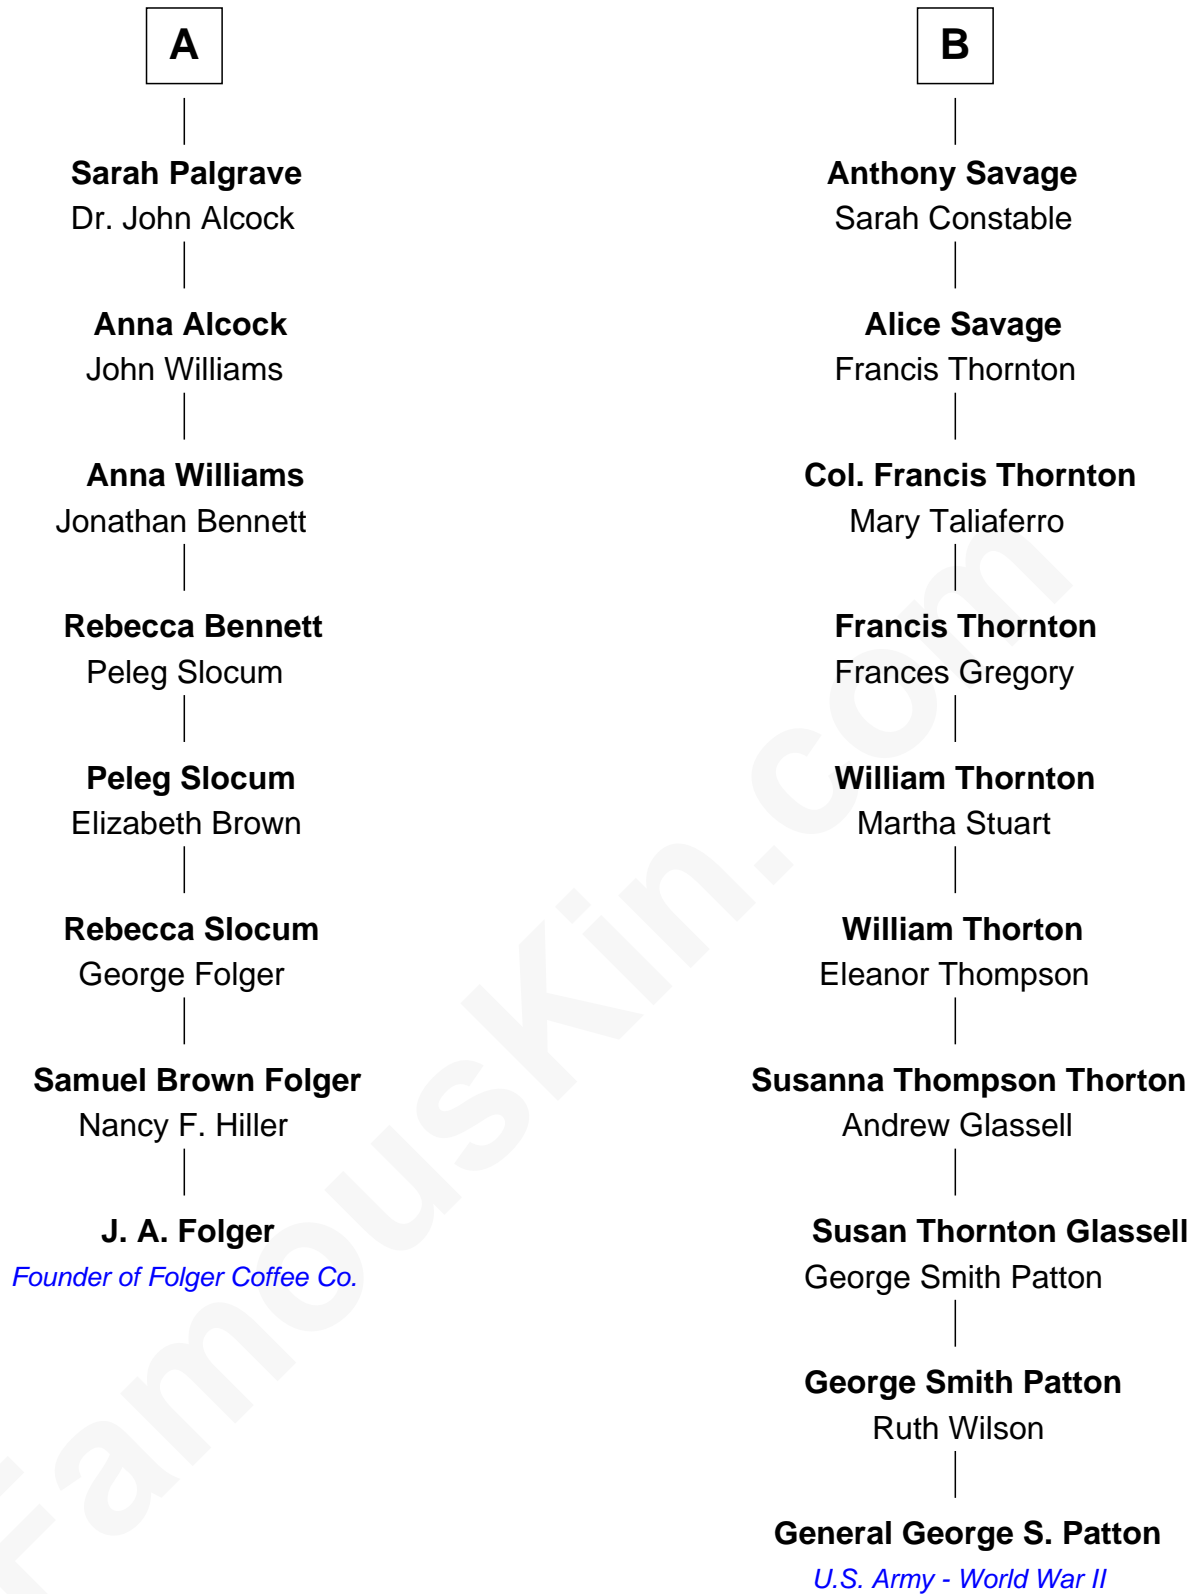 A
Sarah Palgrave
Dr. John Alcock
Anna Alcock
John Williams
Anna Williams
Jonathan Bennett
Rebecca Bennett
Peleg Slocum
Peleg Slocum
Elizabeth Brown
Rebecca Slocum
George Folger
Samuel Brown Folger
Nancy F. Hiller
J. A. Folger
Founder of Folger Coffee Co.
B
Anthony Savage
Sarah Constable
Alice Savage
Francis Thornton
Col. Francis Thornton
Mary Taliaferro
Francis Thornton
Frances Gregory
William Thornton
Martha Stuart
William Thorton
Eleanor Thompson
Susanna Thompson Thorton
Andrew Glassell
Susan Thornton Glassell
George Smith Patton
George Smith Patton
Ruth Wilson
General George S. Patton
U.S. Army - World War II
FamousKin.com